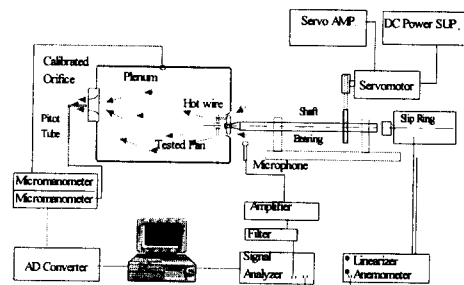 Servo AMP.
DC Power SUP.
Calibrated
Orifice
Plenum
Servomotor
Hot wire
Pitot
Tube
Shaft
Bearing
Slip Ring
Tested Fan
Microphone
Micromanometer
Micromanometer
Amplifier
Filter
AD Converter
Signal
Analyzer
Linearizer
Anemometer